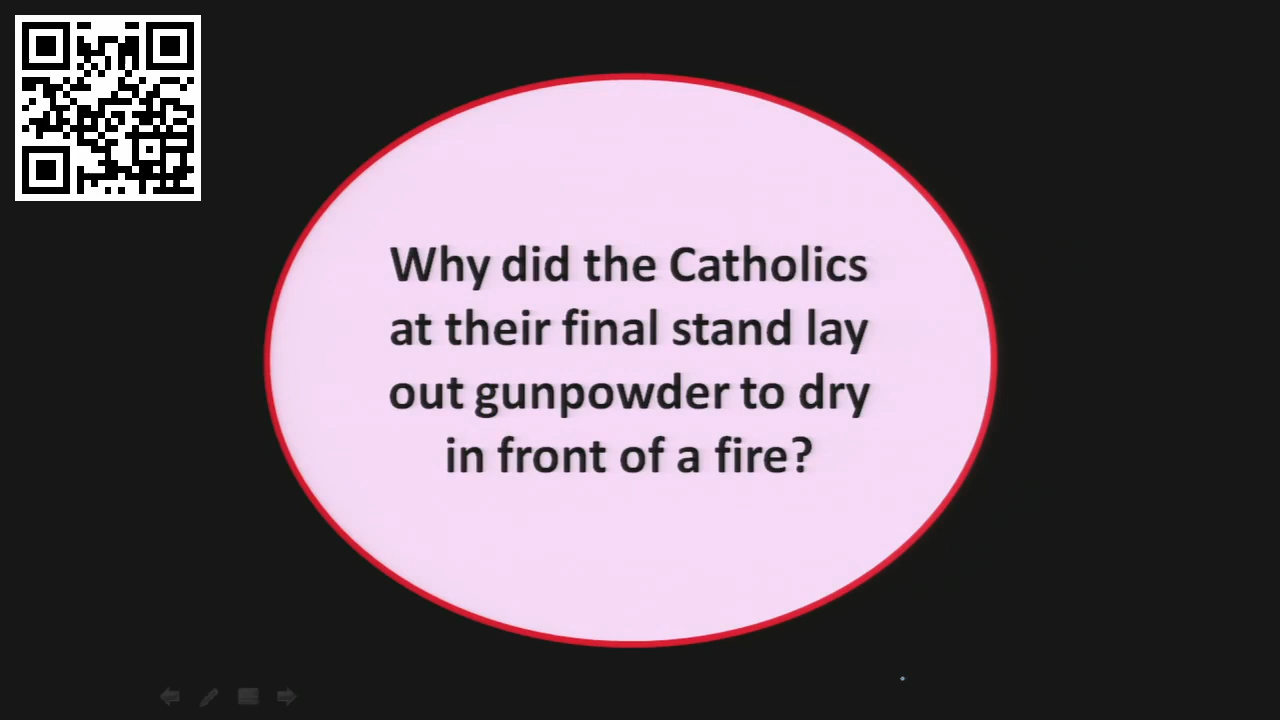 Why did the Catholics
at their final stand lay
out gunpowder to dry
in front of a fire?